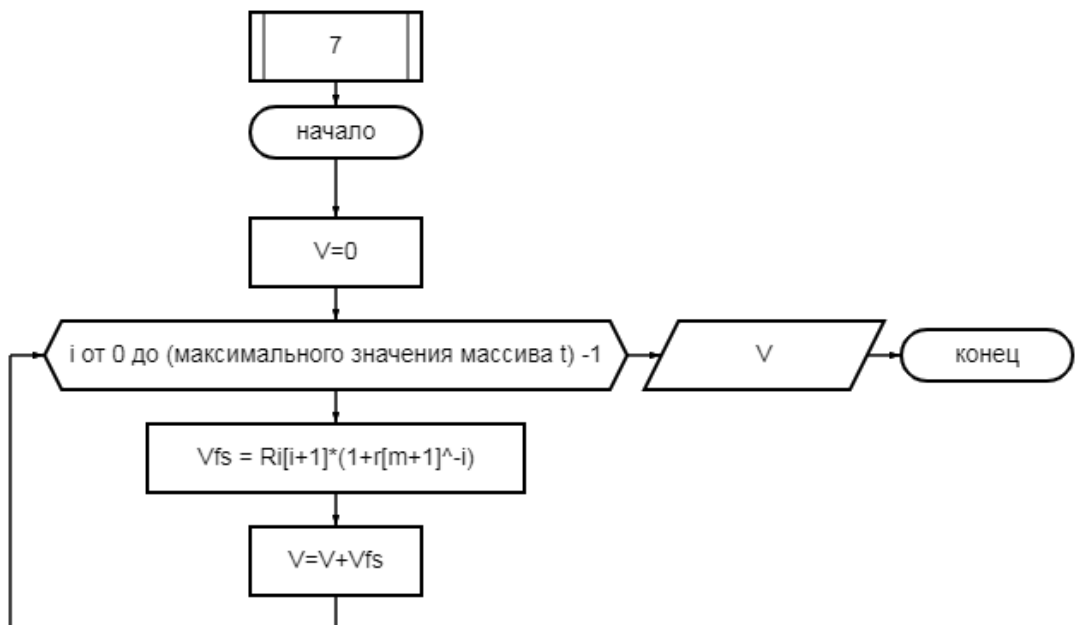 7
начало
V=0
i от 0 до (максимального значения массива t) -1
V
конец
Vfs = Ri[i+1]*(1+r[m+1]^-i)
V=V+Vfs